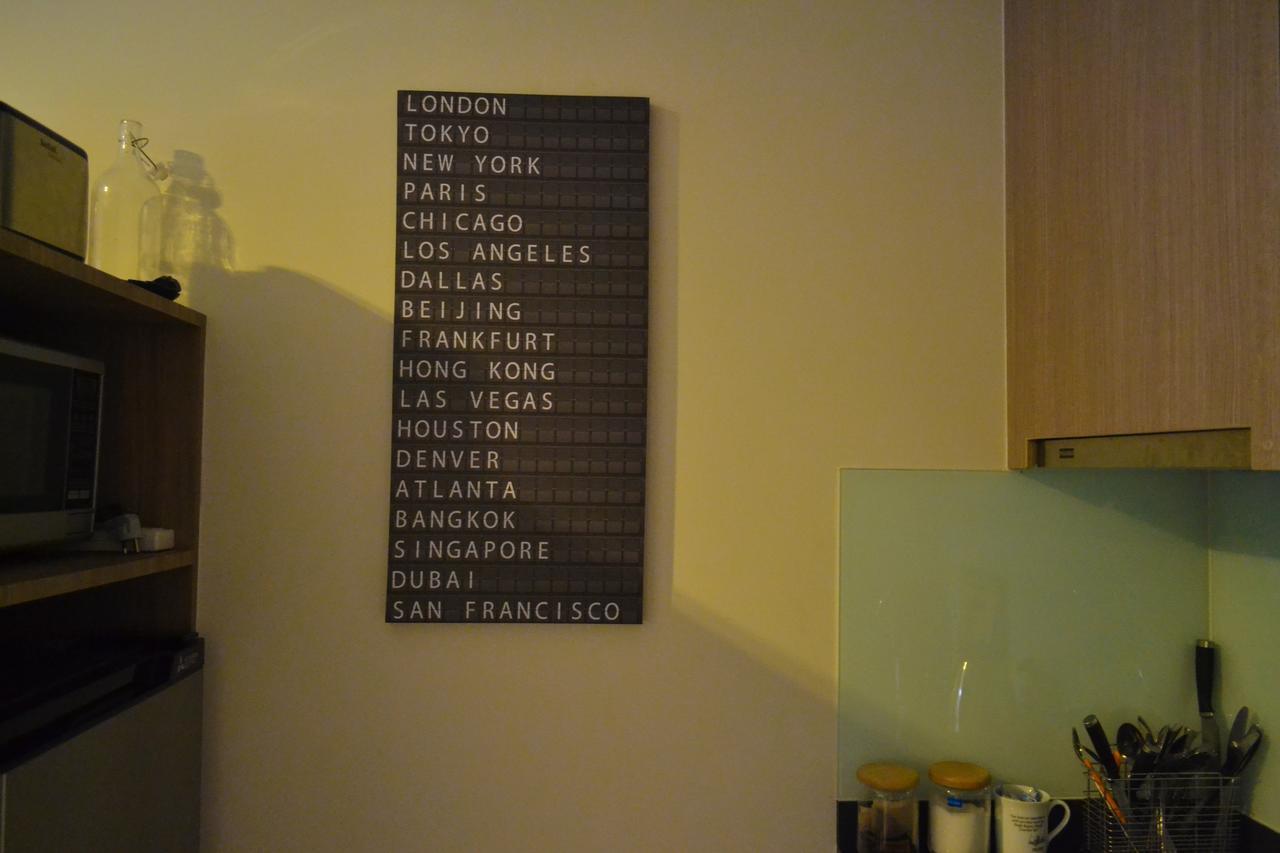 LONDON
TOKYO
NEW YORK
PARIS
CHICAGO
LOS ANGELES
DALLAS
BEIJING
FRANKFURT
HONG KONG
LAS VEGAS
HOUSTON
DENVER
ATLANTA
BANGKOK
SINGAPORE
DUBAI
SAN FRANCISCO